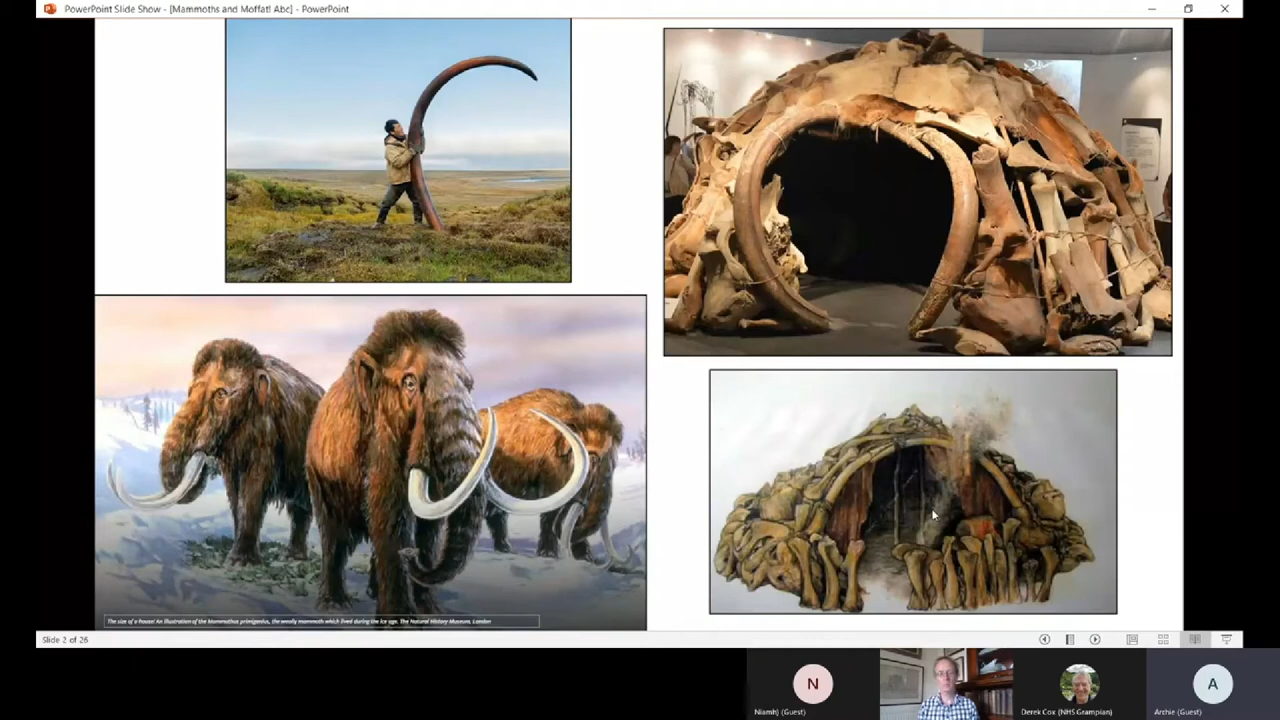 PowerPoint Slide Show - [Mammoths and Moffat! Abc] - PowerPoint
The size of a house! An illustration of the Mammuthus primigenius, the woolly mammoth which lived during the ice age. The Natural History Museum, London
Slide 2 of 26
N
Niamhj (Guest)
Derek Cox (NHS Grampian)
A
Archie (Guest)